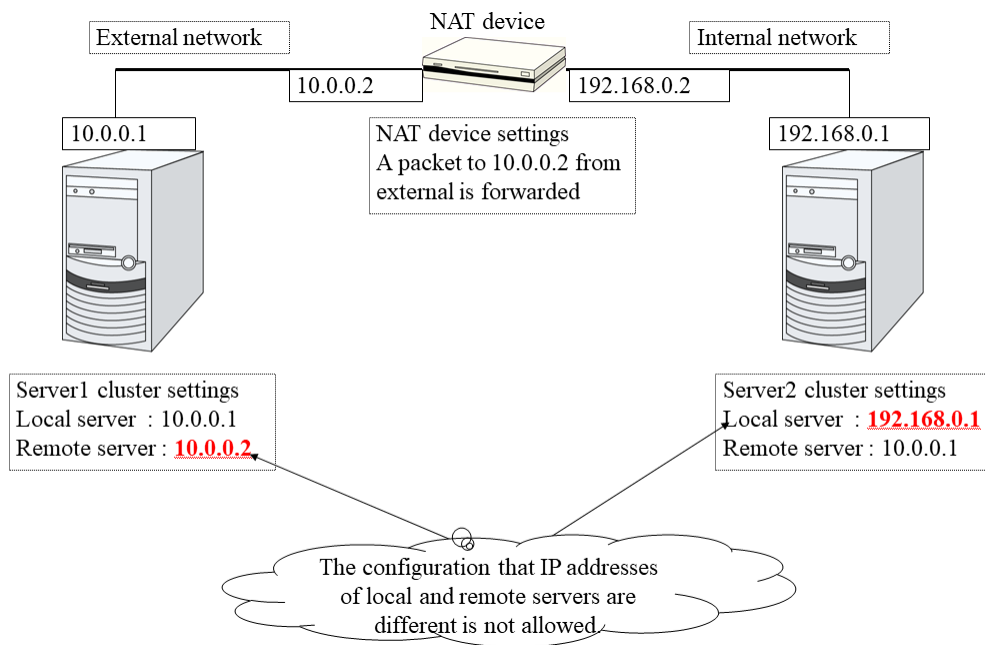 NAT device
External network
Internal network
10.0.0.2
192.168.0.2
10.0.0.1
192.168.0.1
NAT device settings
A packet to 10.0.0.2 from
external is forwarded
Server1 cluster settings
Local server : 10.0.0.1
Remote server : 10.0.0.2
Server2 cluster settings
Local server : 192.168.0.1
Remote server : 10.0.0.1
The configuration that IP addresses
of local and remote servers are
different is not allowed.